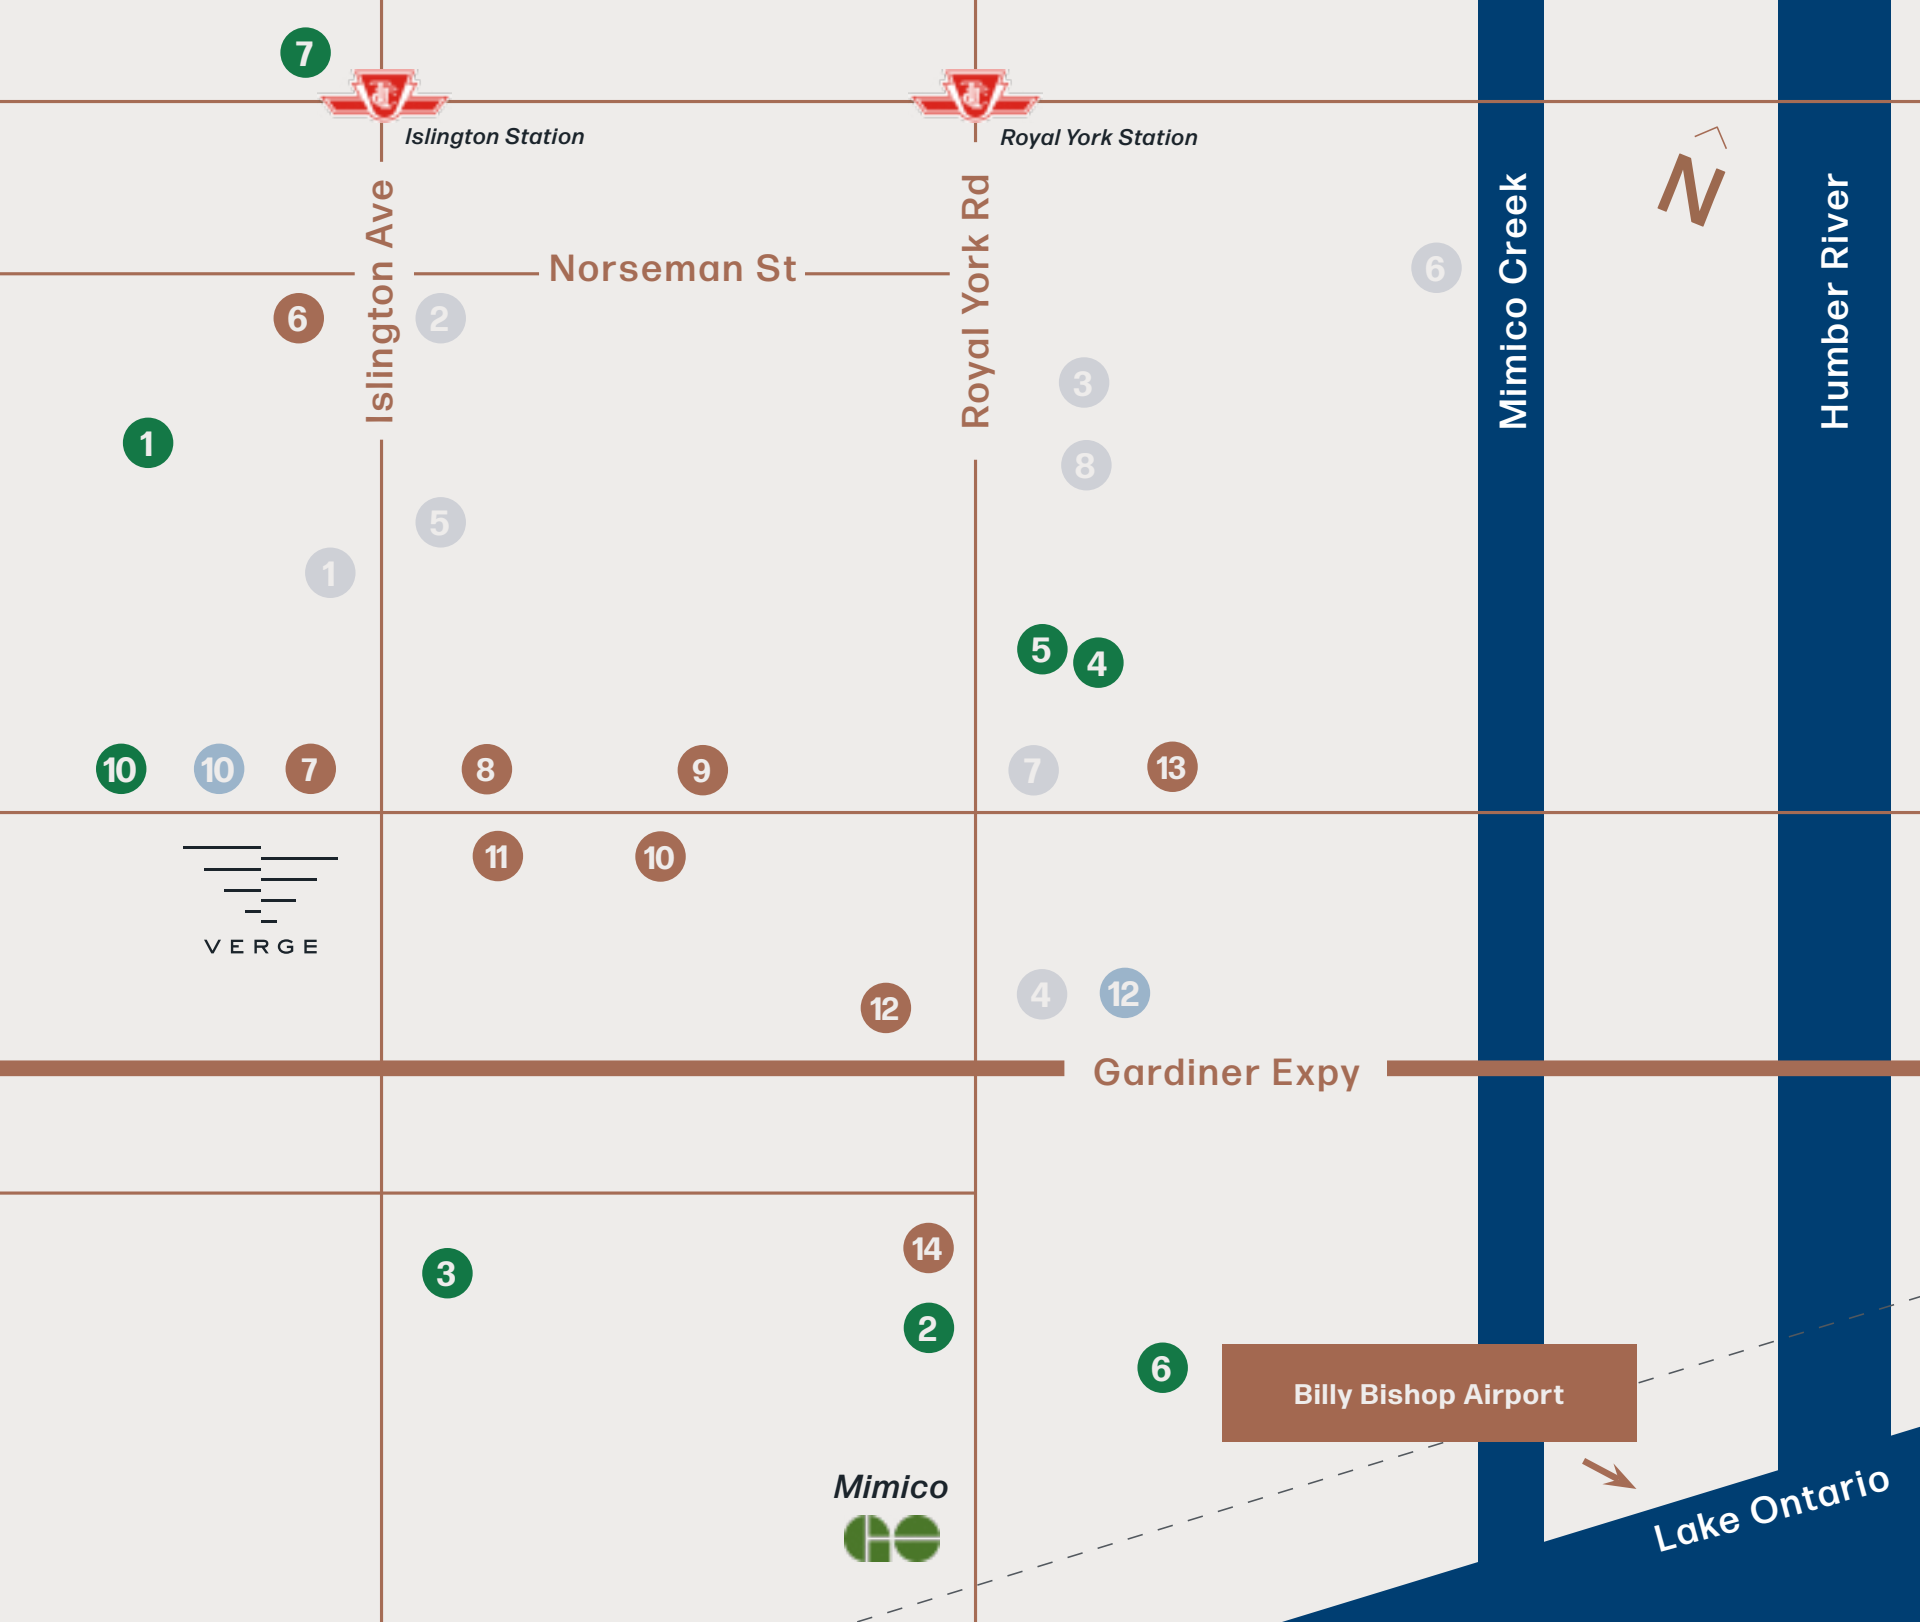 7
Islington Station
Royal York Station
N
Islington Ave
Royal York Rd
Mimico Creek
Humber River
Norseman St
6
6
2
3
1
8
5
1
5
4
10
10
7
8
9
7
13
11
10
VERGE
12
4
12
Gardiner Expy
14
3
2
6
Billy Bishop Airport
Mimico
GO
Lake Ontario